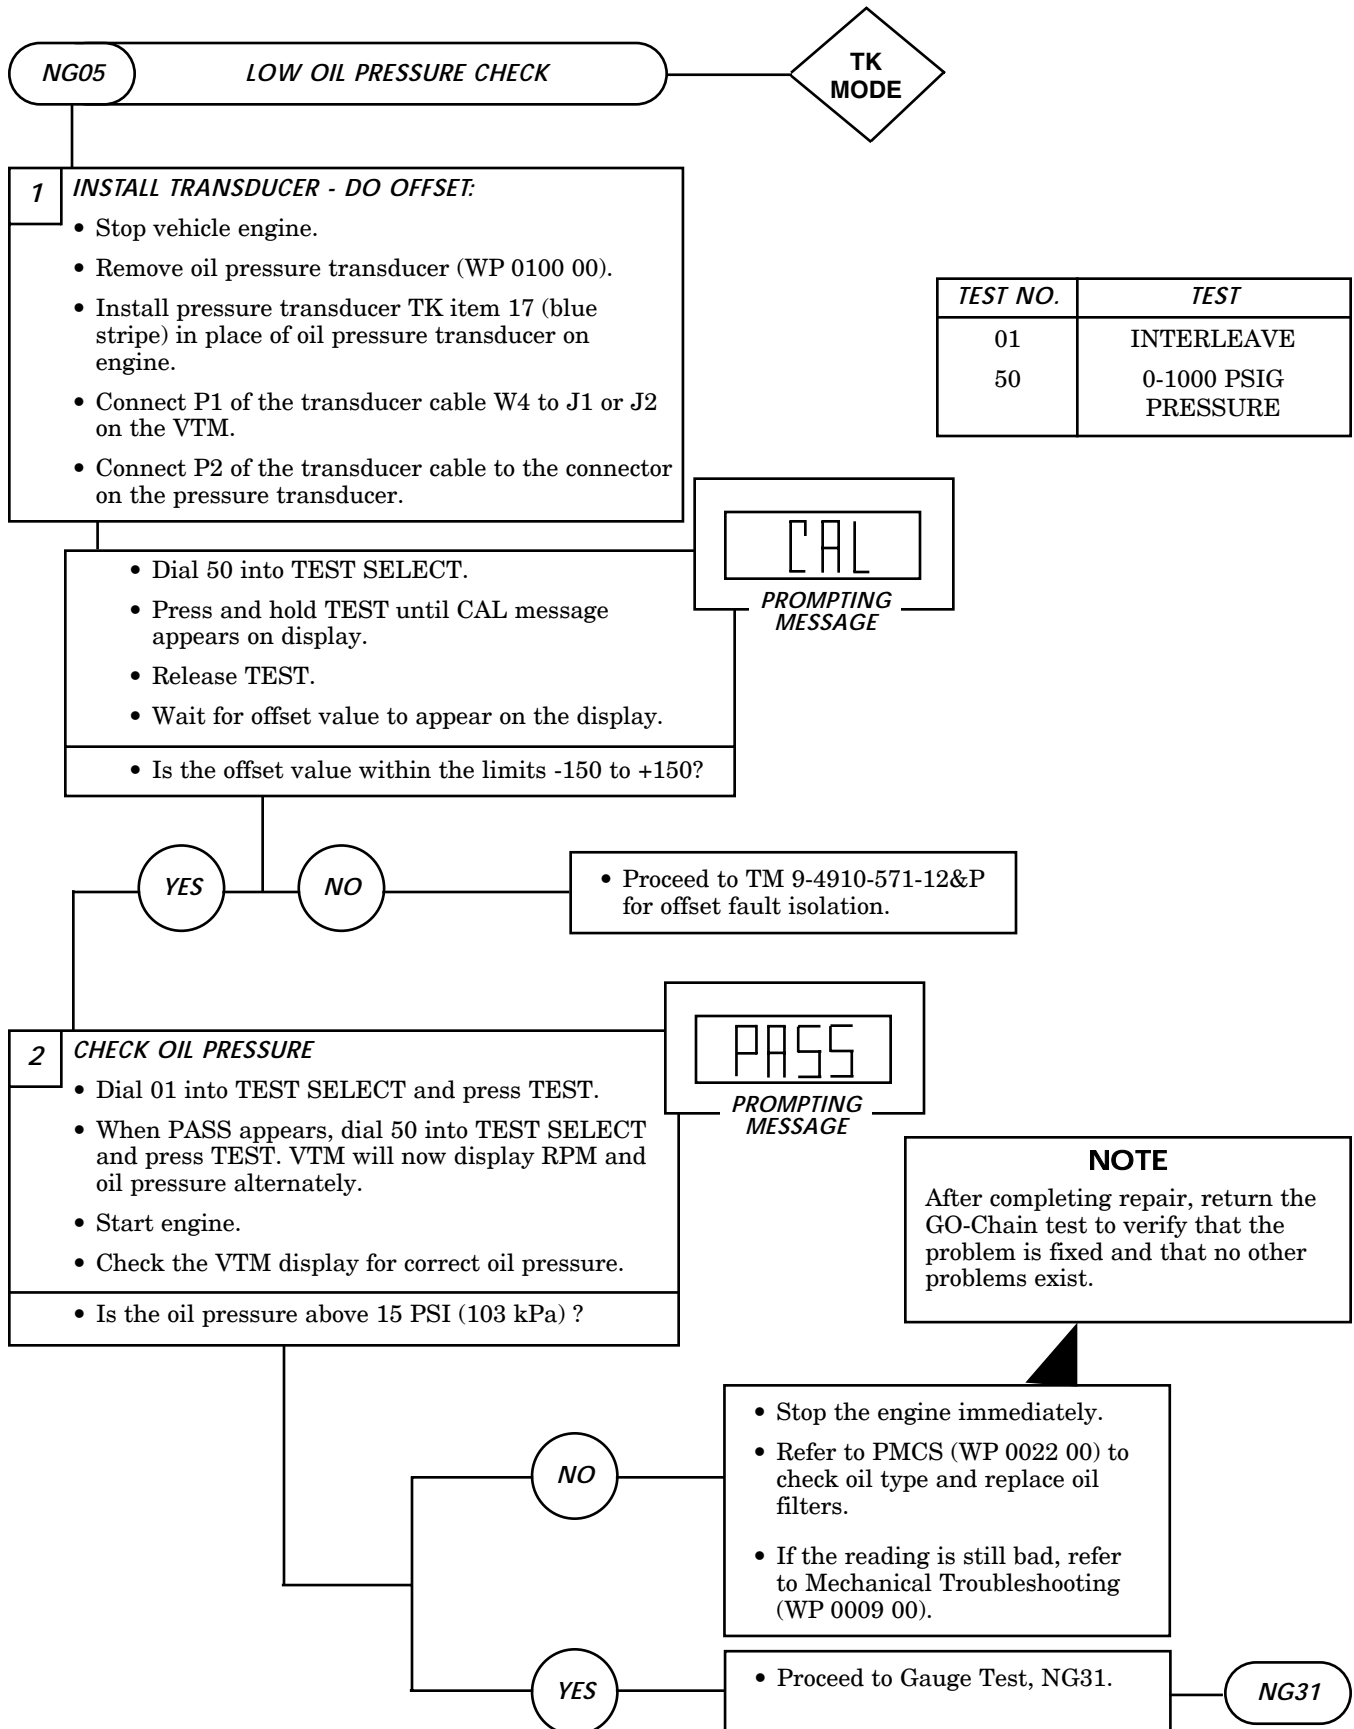 NG05
LOW OIL PRESSURE CHECK
TK
MODE
1
INSTALL TRANSDUCER - DO OFFSET:
• Stop vehicle engine.
• Remove oil pressure transducer (WP 0100 00).
• Install pressure transducer TK item 17 (blue
stripe) in place of oil pressure transducer on
engine.
• Connect P1 of the transducer cable W4 to J1 or J2
on the VTM.
• Connect P2 of the transducer cable to the connector
on the pressure transducer.
TEST NO.
TEST
01
INTERLEAVE
50
0-1000 PSIG
PRESSURE
CAL
PROMPTING
MESSAGE
• Dial 50 into TEST SELECT.
• Press and hold TEST until CAL message
appears on display.
• Release TEST.
• Wait for offset value to appear on the display.
• Is the offset value within the limits -150 to +150?
YES
NO
• Proceed to TM 9-4910-571-12&P
for offset fault isolation.
2
CHECK OIL PRESSURE
• Dial 01 into TEST SELECT and press TEST.
• When PASS appears, dial 50 into TEST SELECT
and press TEST. VTM will now display RPM and
oil pressure alternately.
• Start engine.
• Check the VTM display for correct oil pressure.
• Is the oil pressure above 15 PSI (103 kPa) ?
PASS
PROMPTING
MESSAGE
NOTE
After completing repair, return the
GO-Chain test to verify that the
problem is fixed and that no other
problems exist.
NO
• Stop the engine immediately.
• Refer to PMCS (WP 0022 00) to
check oil type and replace oil
filters.
• If the reading is still bad, refer
to Mechanical Troubleshooting
(WP 0009 00).
YES
• Proceed to Gauge Test, NG31.
NG31